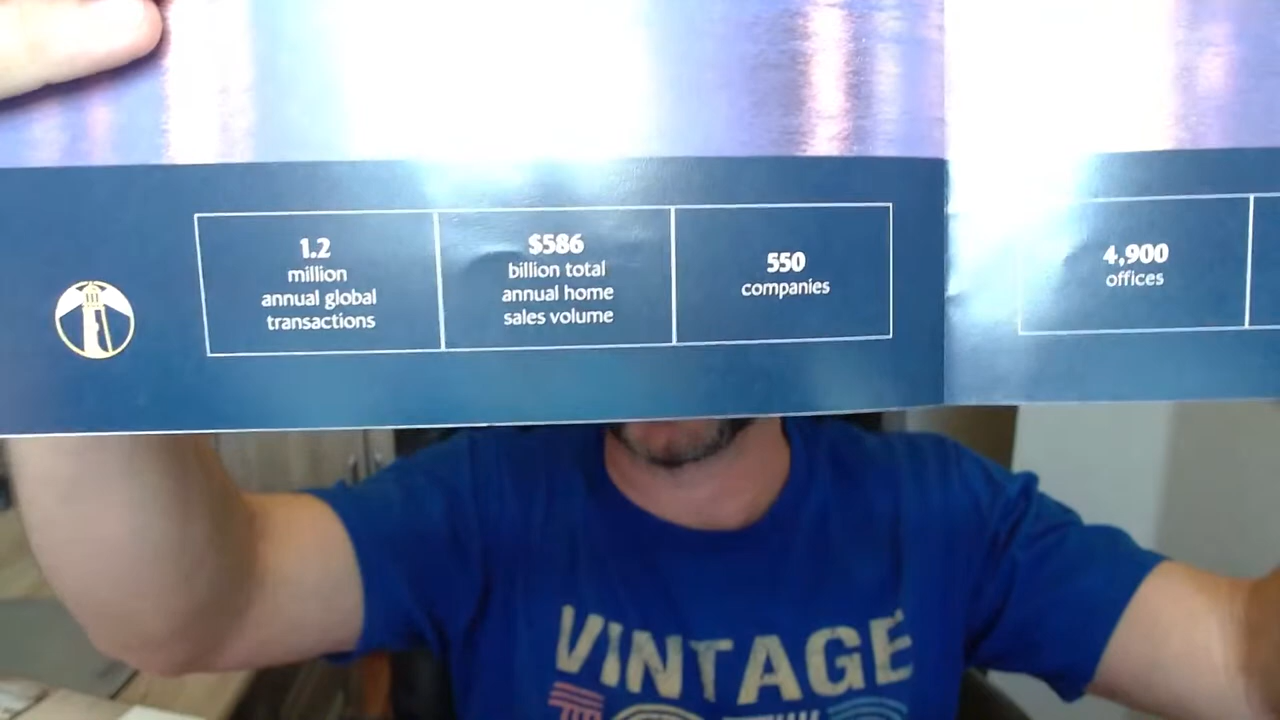 1.2
million
annual global
transactions
$586
billion total
annual home
sales volume
550
companies
4,900
offices
VINTAGE